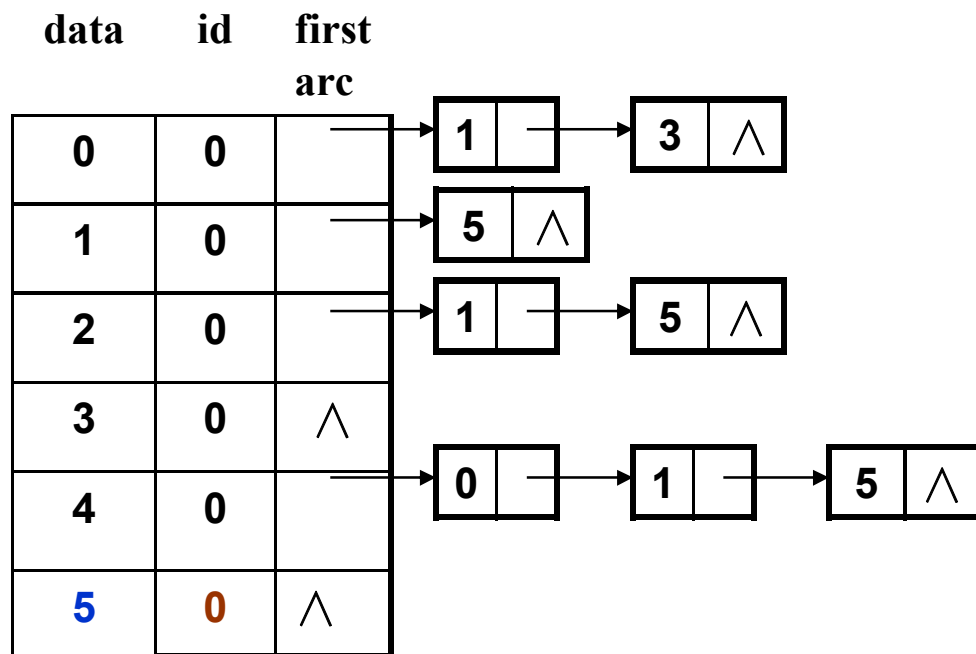 data id first
arc
0 0 1 3 ∧
1 0 5 ∧
2 0 1 5 ∧
3 0 ∧
4 0 0 1 5 ∧
5 0 ∧